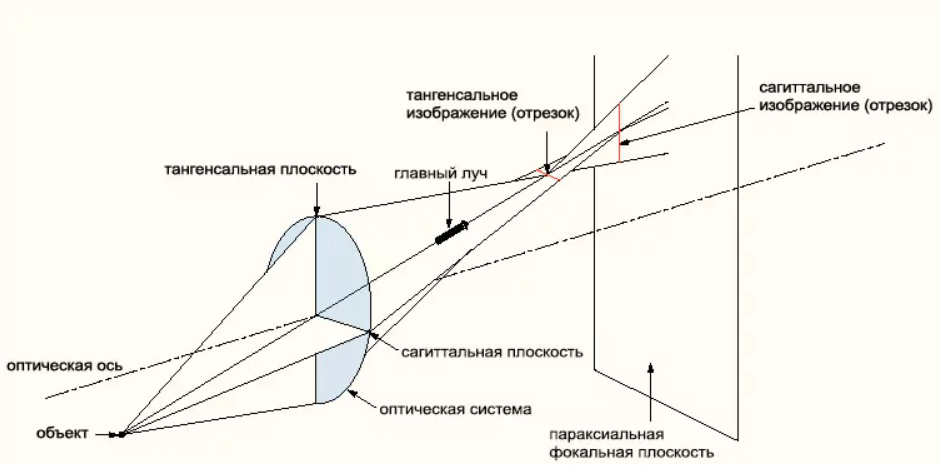 тангенсальное
изображение (отрезок)
сагиттальное
изображение (отрезок)
тангенсальная плоскость
главный луч
оптическая ось
сагиттальная плоскость
оптическая система
объект
параксиальная
фокальная плоскость